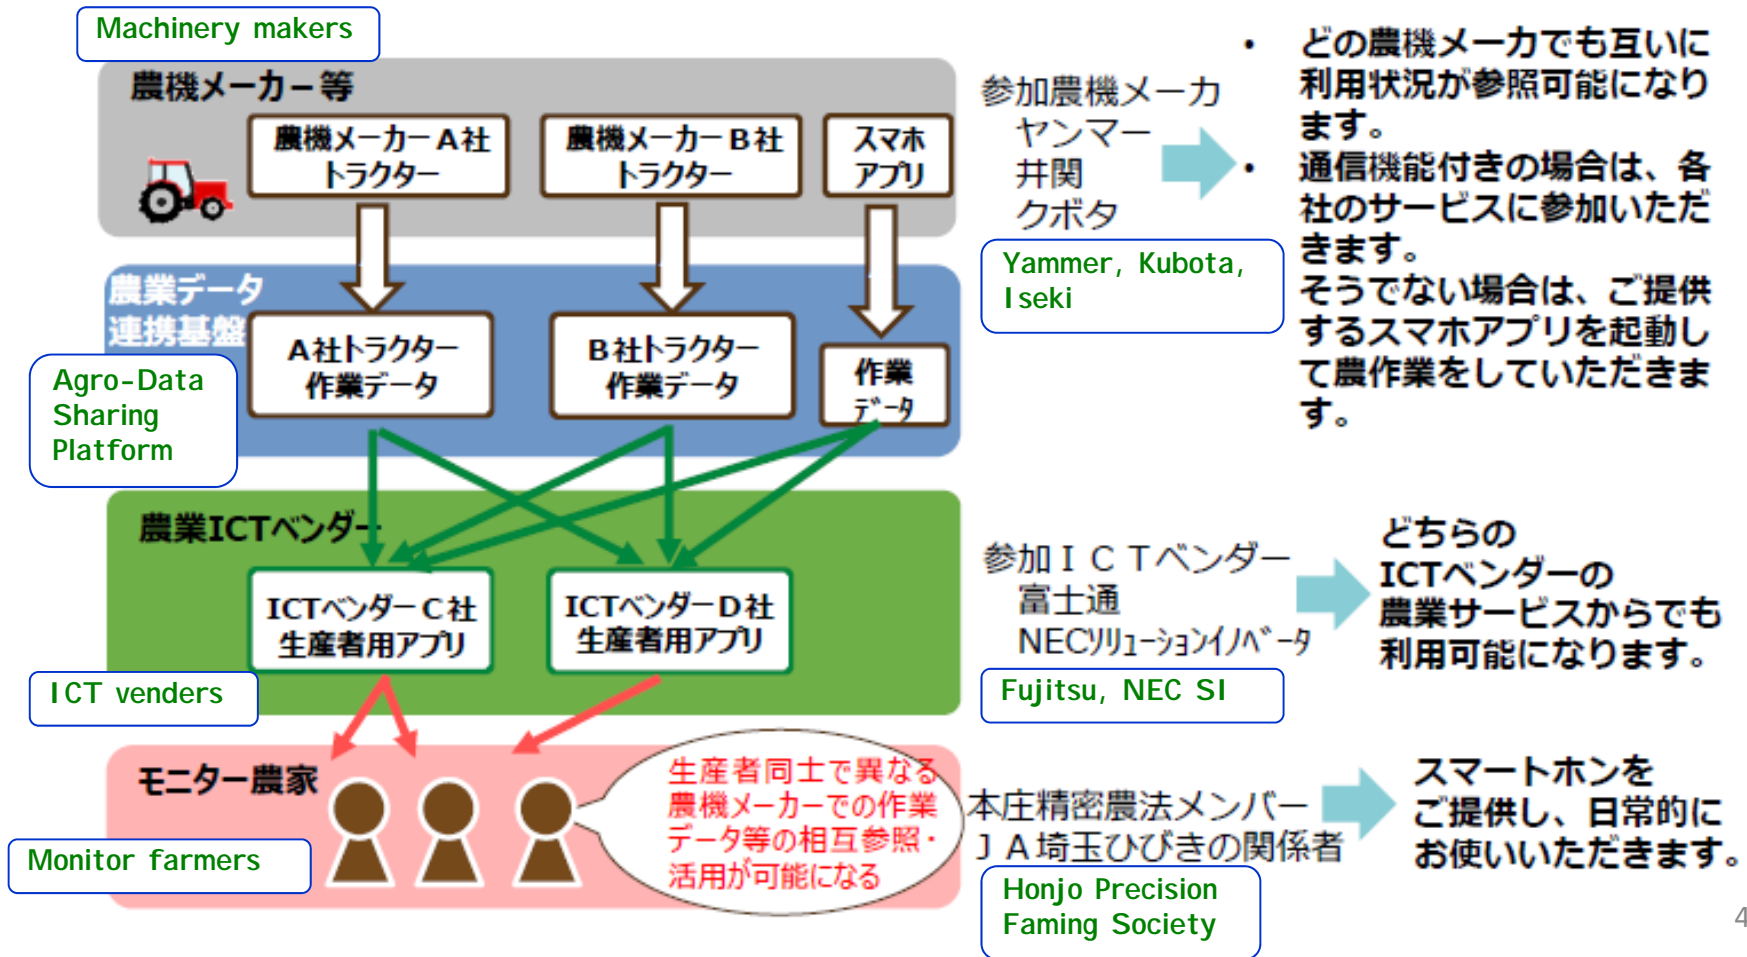 Machinery makers
農機メーカー等
農機メーカーA社
トラクター
農機メーカーB社
トラクター
スマホ
アプリ
参加農機メーカ
ヤンマー
井関
クボタ
Yammer, Kubota,
Iseki
• どの農機メーカでも互いに
利用状況が参照可能になり
ます。
• 通信機能付きの場合は、各
社のサービスに参加いただ
きます。
そうでない場合は、ご提供
するスマホアプリを起動し
て農作業をしていただきま
す。
農業データ
連携基盤
Agro-Data
Sharing
Platform
A社トラクター
作業データ
B社トラクター
作業データ
作業
ﾃﾞｰﾀ
農業ICTベンダー
ICTベンダーC社
生産者用アプリ
ICTベンダーD社
生産者用アプリ
ICT venders
参加ＩＣＴベンダー
富士通
NECｿﾘｭｰｼｮﾝｲﾉﾍﾞｰﾀ
Fujitsu, NEC SI
どちらの
ICTベンダーの
農業サービスからでも
利用可能になります。
モニター農家
Monitor farmers
生産者同士で異なる
農機メーカーでの作業
データ等の相互参照・
活用が可能になる
本庄精密農法メンバー
ＪＡ埼玉ひびきの関係者
Honjo Precision
Faming Society
スマートホンを
ご提供し、日常的に
お使いいただきます。
4